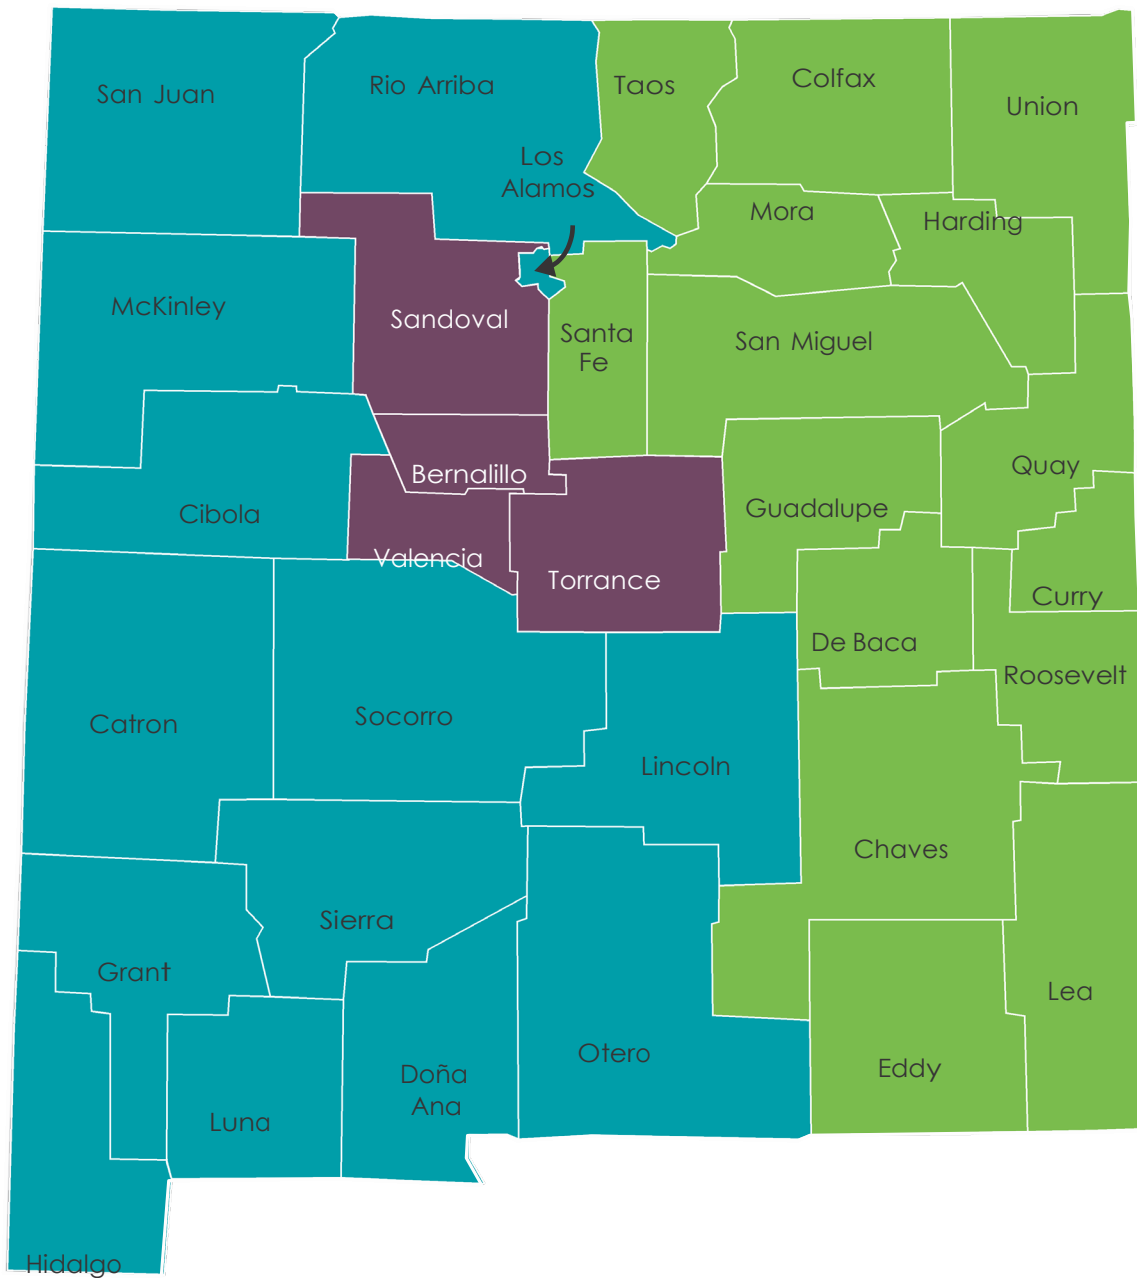 San Juan
Rio Arriba
Taos
Colfax
Union
Los
Alamos
Mora
Harding
McKinley
Sandoval
Santa
Fe
San Miguel
Bernalillo
Quay
Cibola
Guadalupe
Valencia
Torrance
Curry
De Baca
Roosevelt
Catron
Socorro
Lincoln
Chaves
Sierra
Grant
Lea
Otero
Eddy
Doña
Ana
Luna
Hidalgo